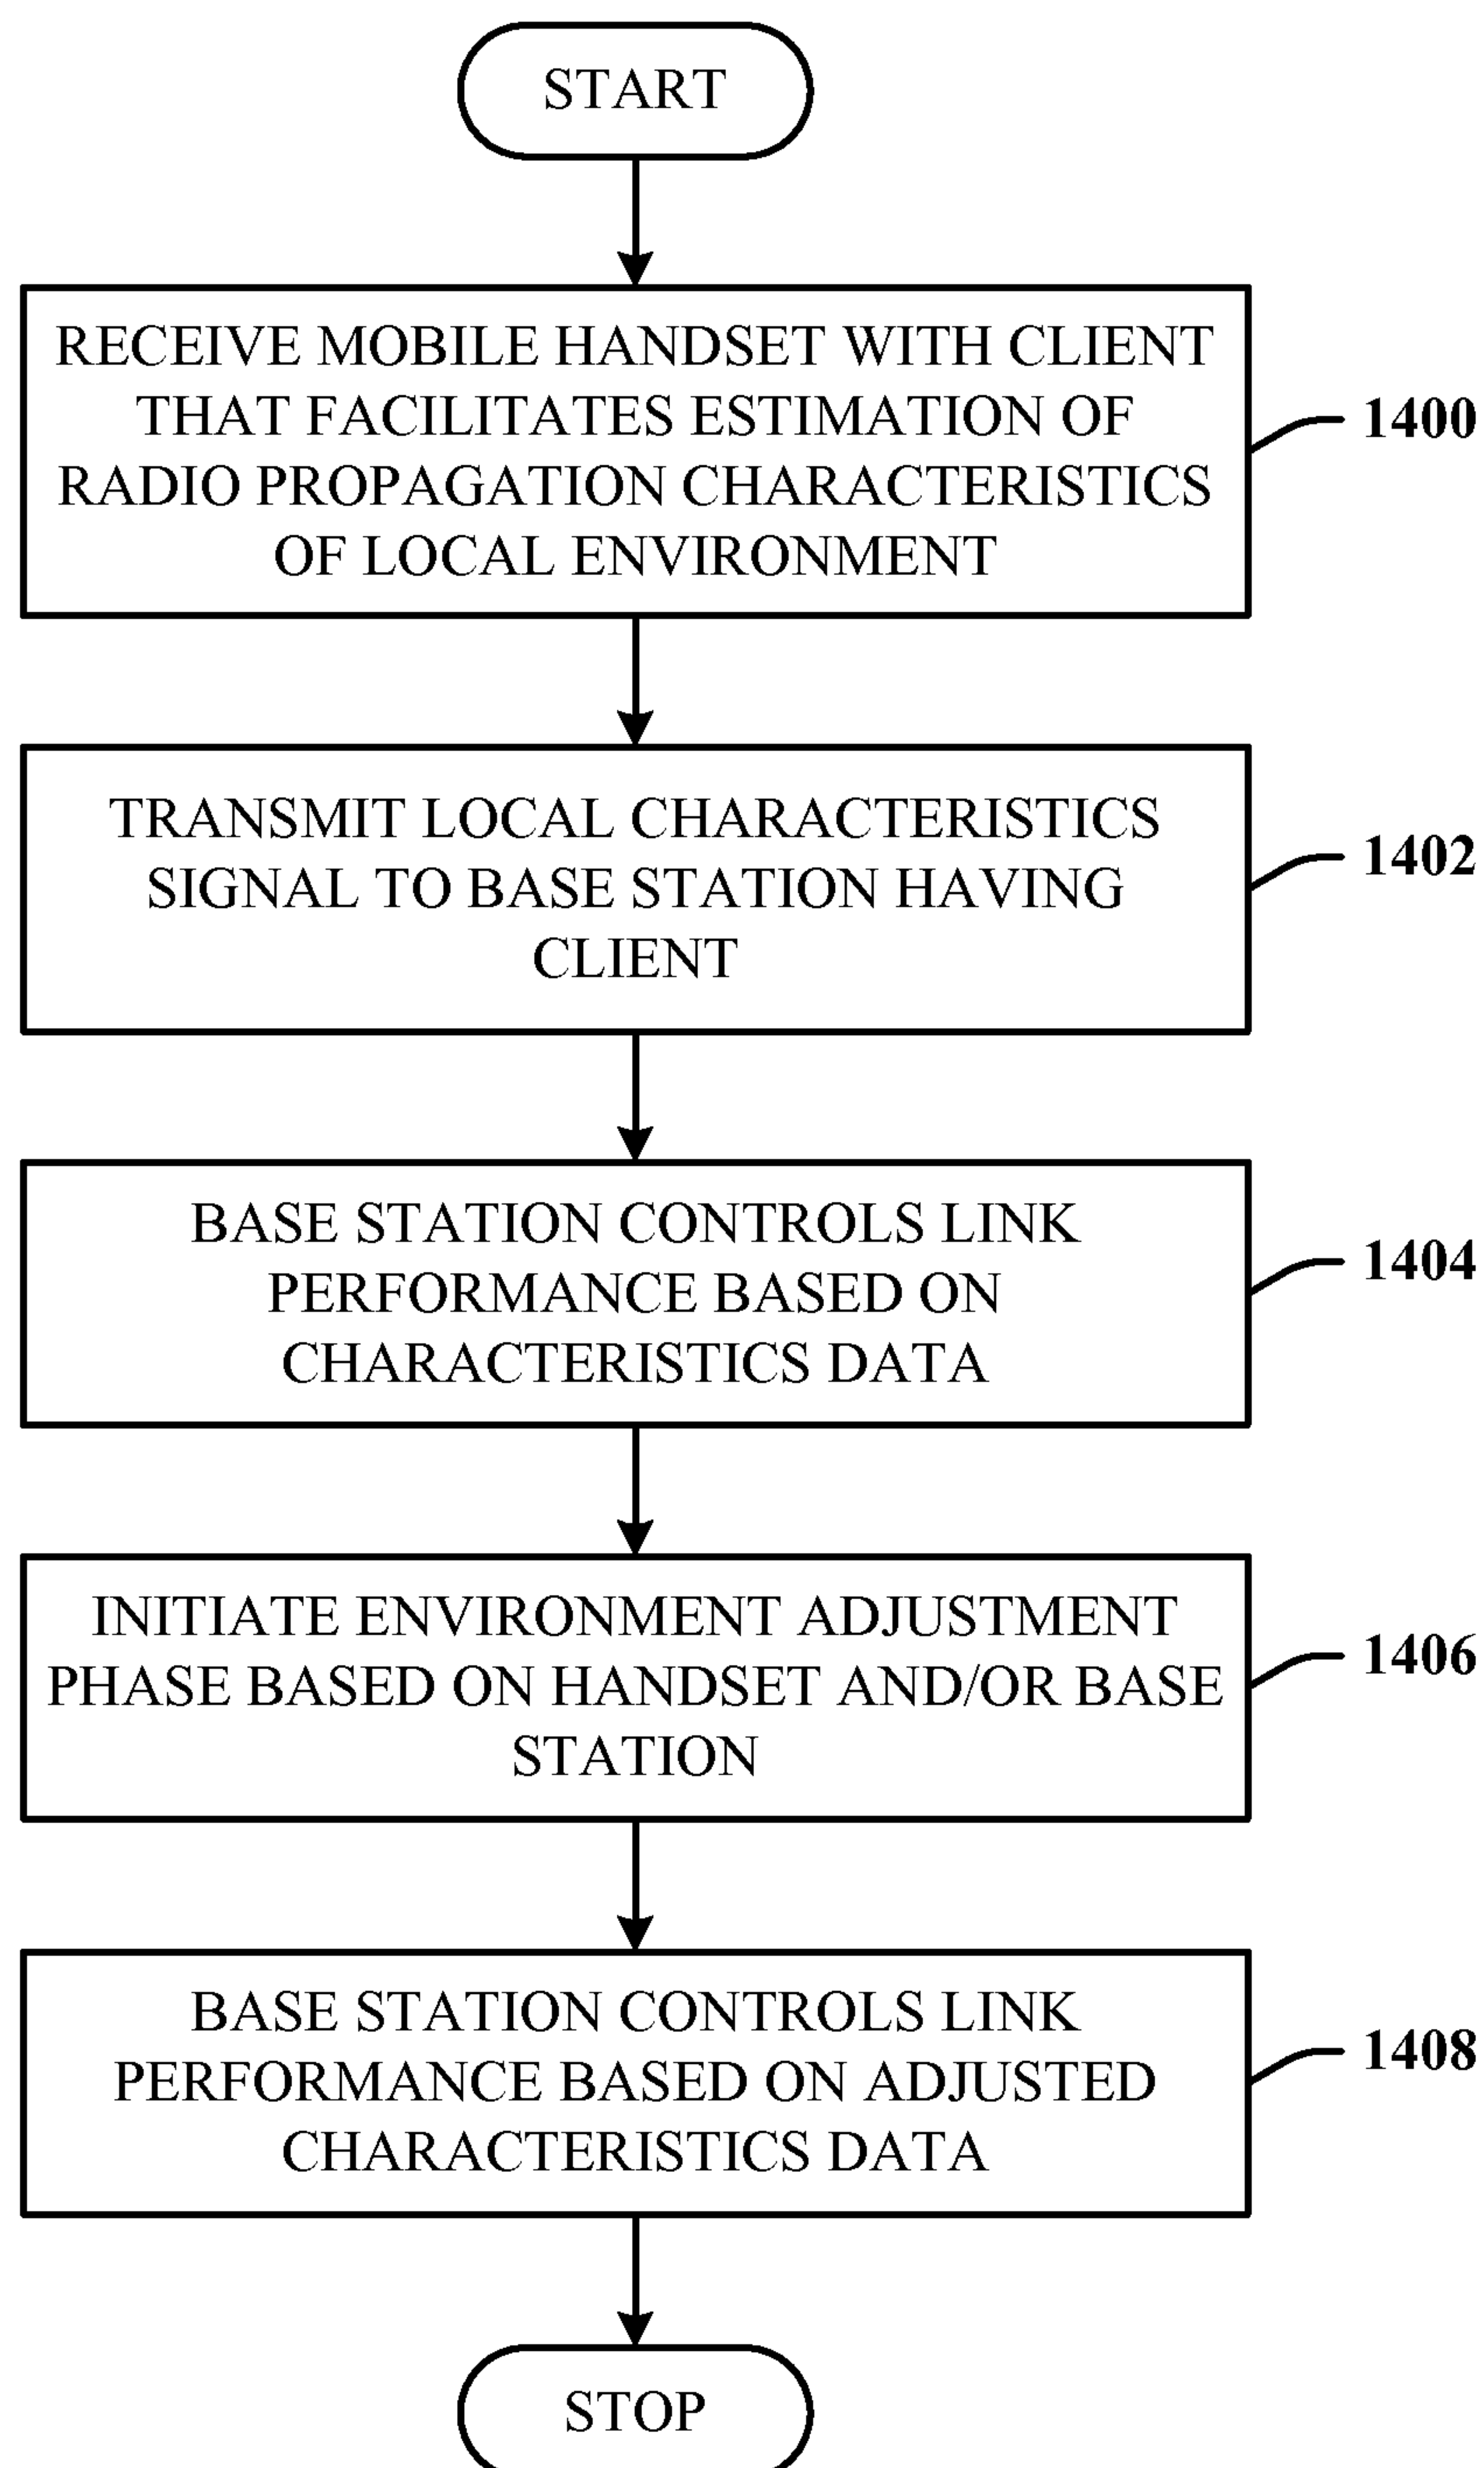 START
RECEIVE MOBILE HANDSET WITH CLIENT
THAT FACILITATES ESTIMATION OF
RADIO PROPAGATION CHARACTERISTICS
OF LOCAL ENVIRONMENT
1400
TRANSMIT LOCAL CHARACTERISTICS
SIGNAL TO BASE STATION HAVING
CLIENT
1402
BASE STATION CONTROLS LINK
PERFORMANCE BASED ON
CHARACTERISTICS DATA
1404
INITIATE ENVIRONMENT ADJUSTMENT
PHASE BASED ON HANDSET AND/OR BASE
STATION
1406
BASE STATION CONTROLS LINK
PERFORMANCE BASED ON ADJUSTED
CHARACTERISTICS DATA
1408
STOP